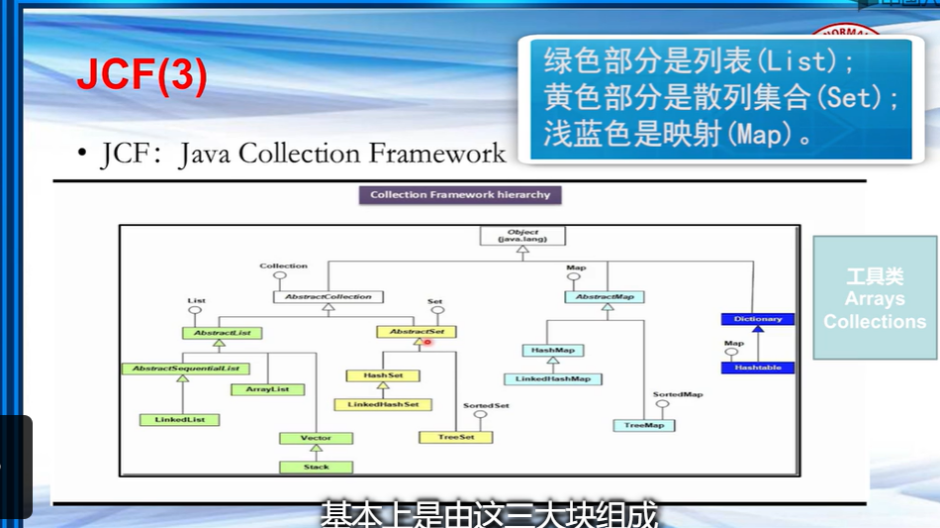 绿色部分是列表(List);
黄色部分是散列集合(Set);
浅蓝色是映射(Map)。
JCF(3)
• JCF：Java Collection Framework
Collection Framework hierarchy
Object
(java.lang)
Collection
Map
AbstractCollection
AbstractMap
List
Set
AbstractList
AbstractSet
Dictionary
Map
Hashtable
AbstractSequentialList
ArrayList
HashSet
LinkedHashSet
HashMap
LinkedHashMap
LinkedList
SortedSet
SortedMap
Vector
TreeSet
TreeMap
Stack
工具类
Arrays
Collections
基本上是由这三大块组成